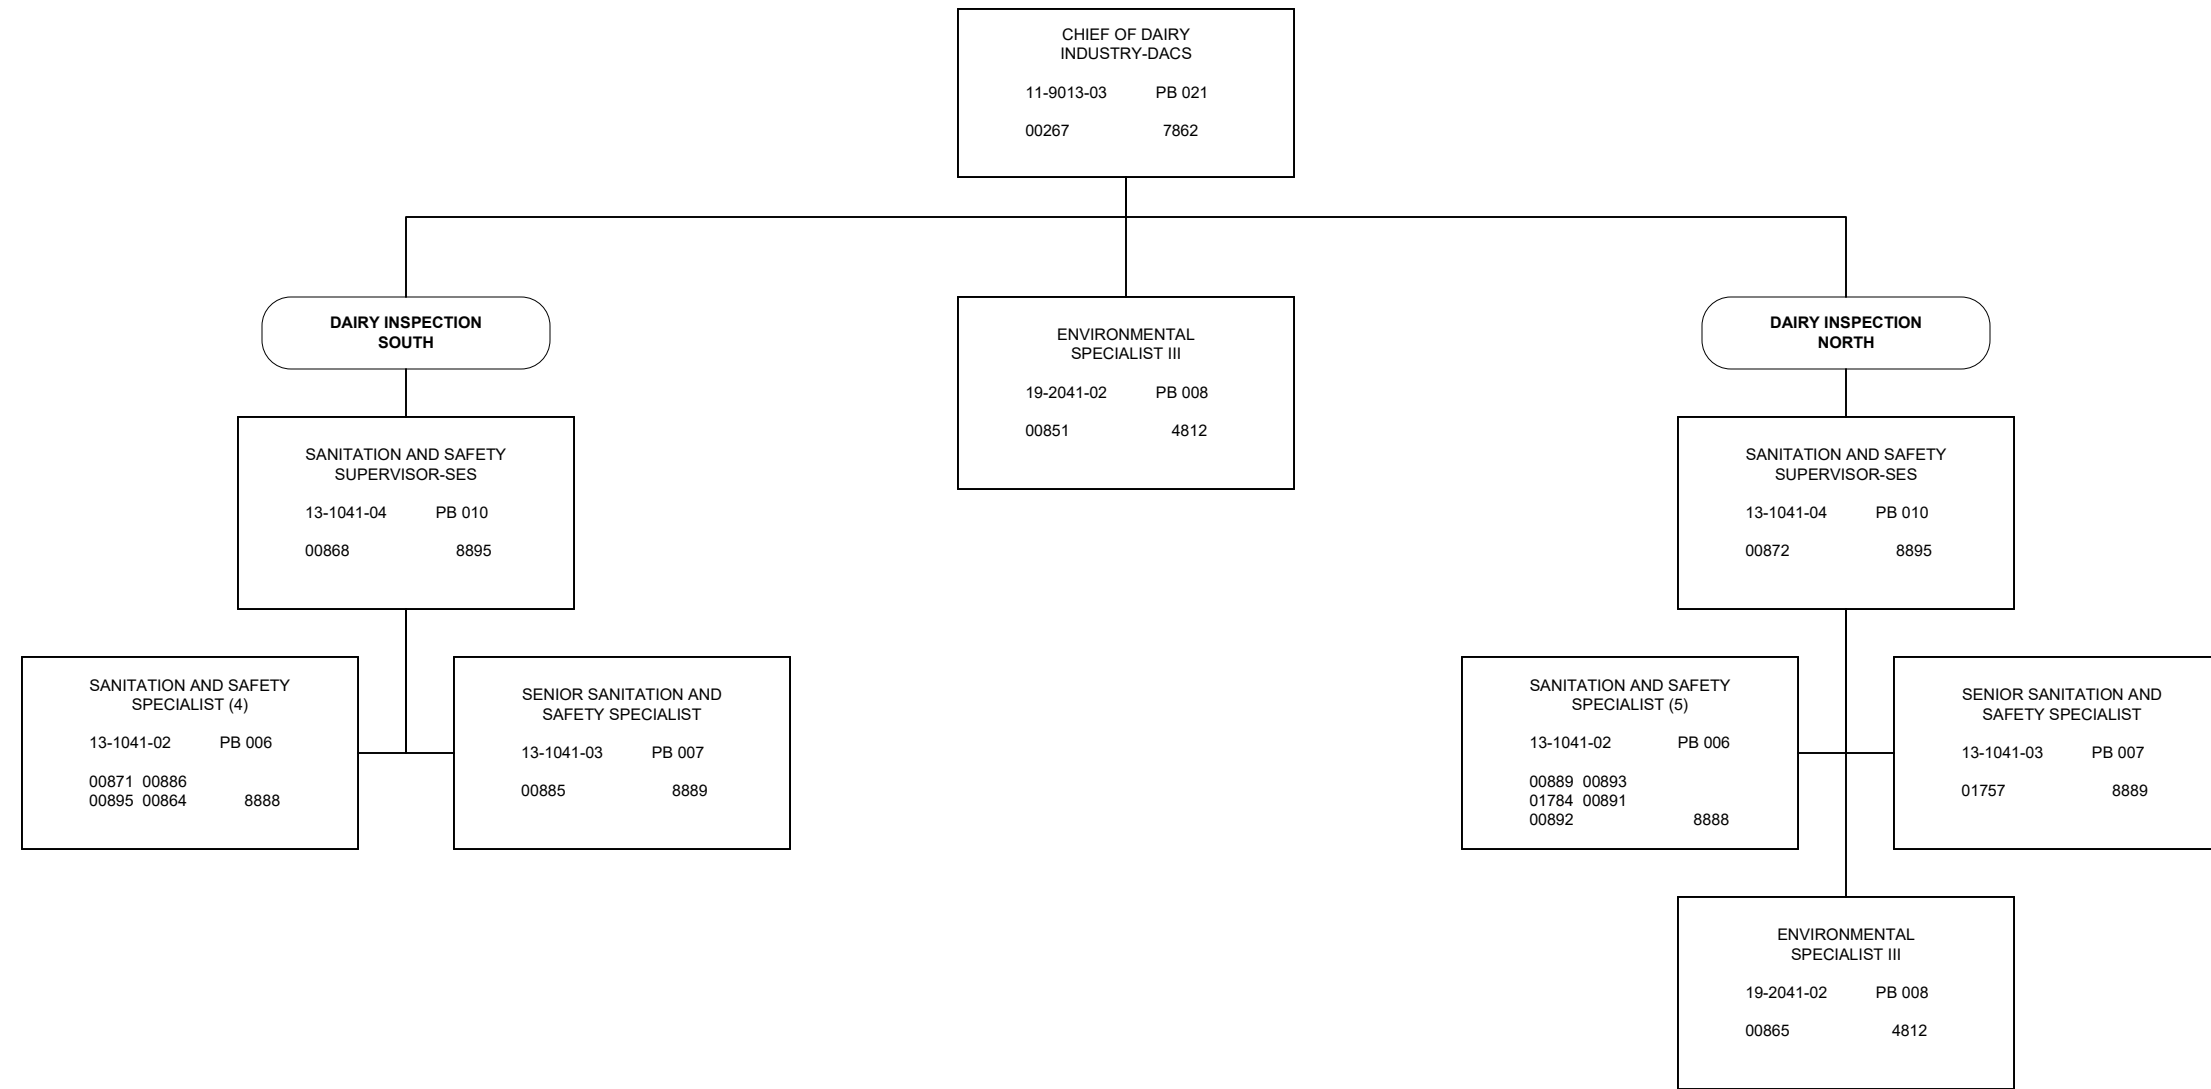 CHIEF OF DAIRY
INDUSTRY-DACS
11-9013-03 PB 021
00267 7862
DAIRY INSPECTION
SOUTH
SANITATION AND SAFETY
SUPERVISOR-SES
13-1041-04 PB 010
00868 8895
SANITATION AND SAFETY
SPECIALIST (4)
13-1041-02 PB 006
00871 00886
00895 00864 8888
SENIOR SANITATION AND
SAFETY SPECIALIST
13-1041-03 PB 007
00885 8889
ENVIRONMENTAL
SPECIALIST III
19-2041-02 PB 008
00851 4812
DAIRY INSPECTION
NORTH
SANITATION AND SAFETY
SUPERVISOR-SES
13-1041-04 PB 010
00872 8895
SANITATION AND SAFETY
SPECIALIST (5)
13-1041-02 PB 006
00889 00893
01784 00891
00892 8888
SENIOR SANITATION AND
SAFETY SPECIALIST
13-1041-03 PB 007
01757 8889
ENVIRONMENTAL
SPECIALIST III
19-2041-02 PB 008
00865 4812